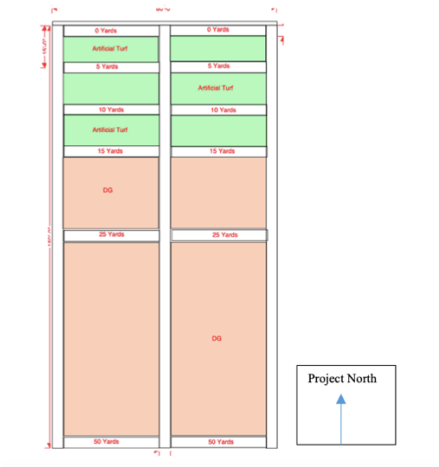 0 Yards
0 Yards
Artificial Turf
5 Yards
5 Yards
Artificial Turf
10 Yards
10 Yards
Artificial Turf
15 Yards
15 Yards
DG
25 Yards
25 Yards
DG
Project North
50 Yards
50 Yards